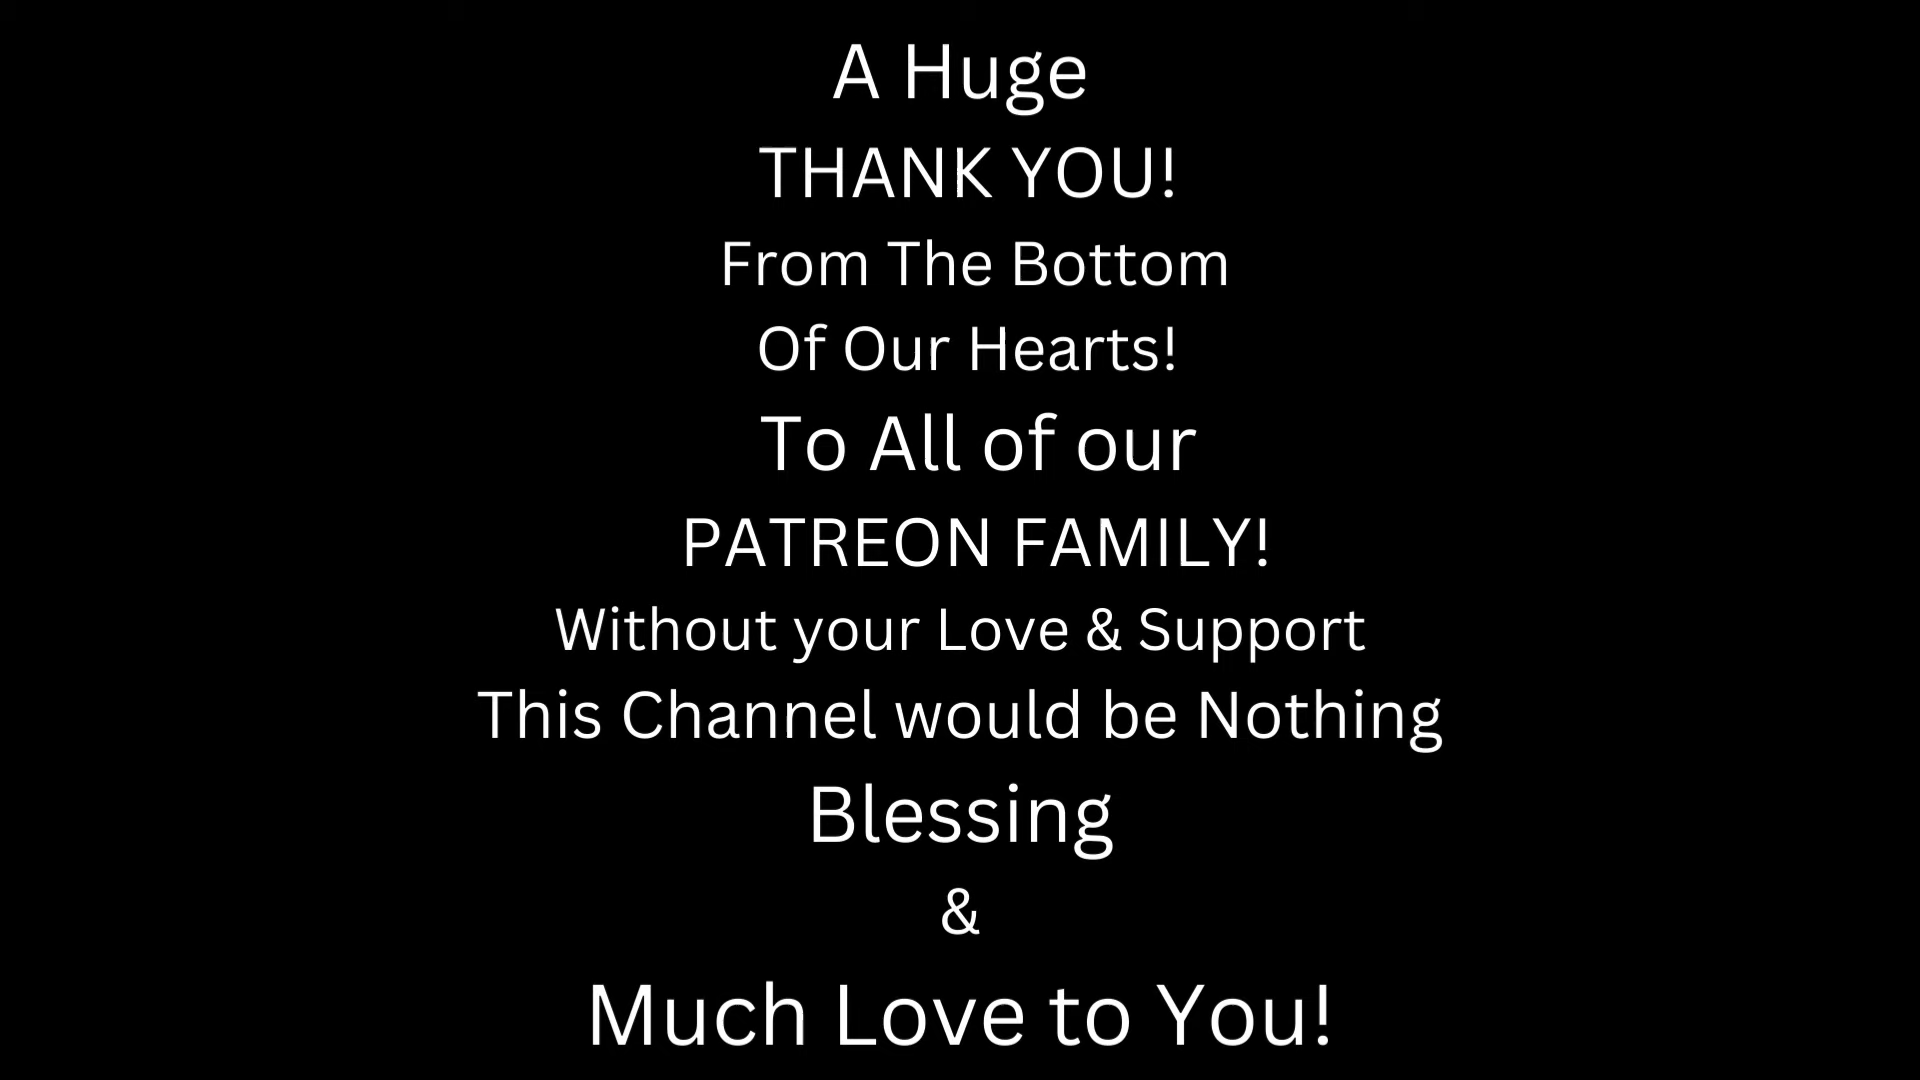 A Huge
THANK YOU!
From The Bottom
Of Our Hearts!
To All of our
PATREON FAMILY!
Without your Love & Support
This Channel would be Nothing
Blessing
&
Much Love to You!